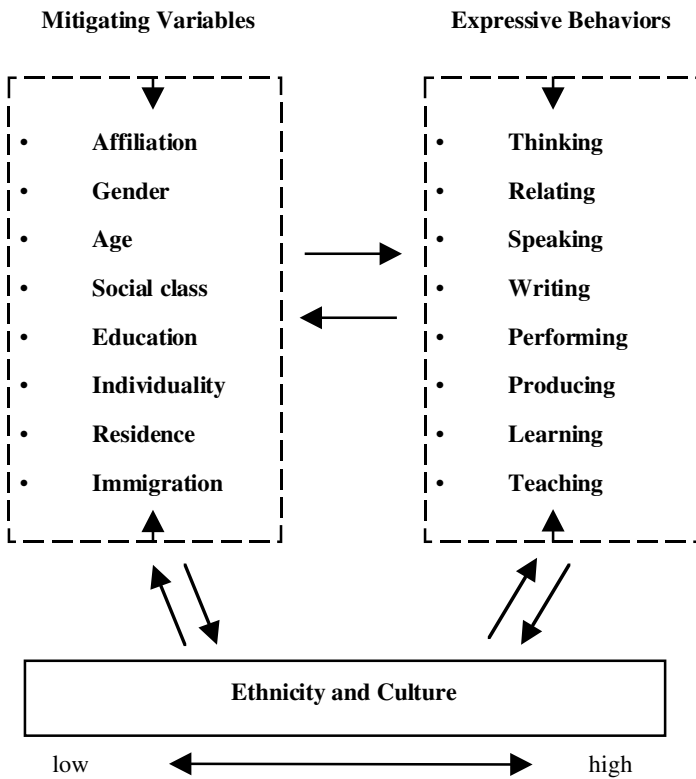 Mitigating Variables
• Affiliation
• Gender
• Age
• Social class
• Education
• Individuality
• Residence
• Immigration
Expressive Behaviors
• Thinking
• Relating
• Speaking
• Writing
• Performing
• Producing
• Learning
• Teaching
Ethnicity and Culture
low high